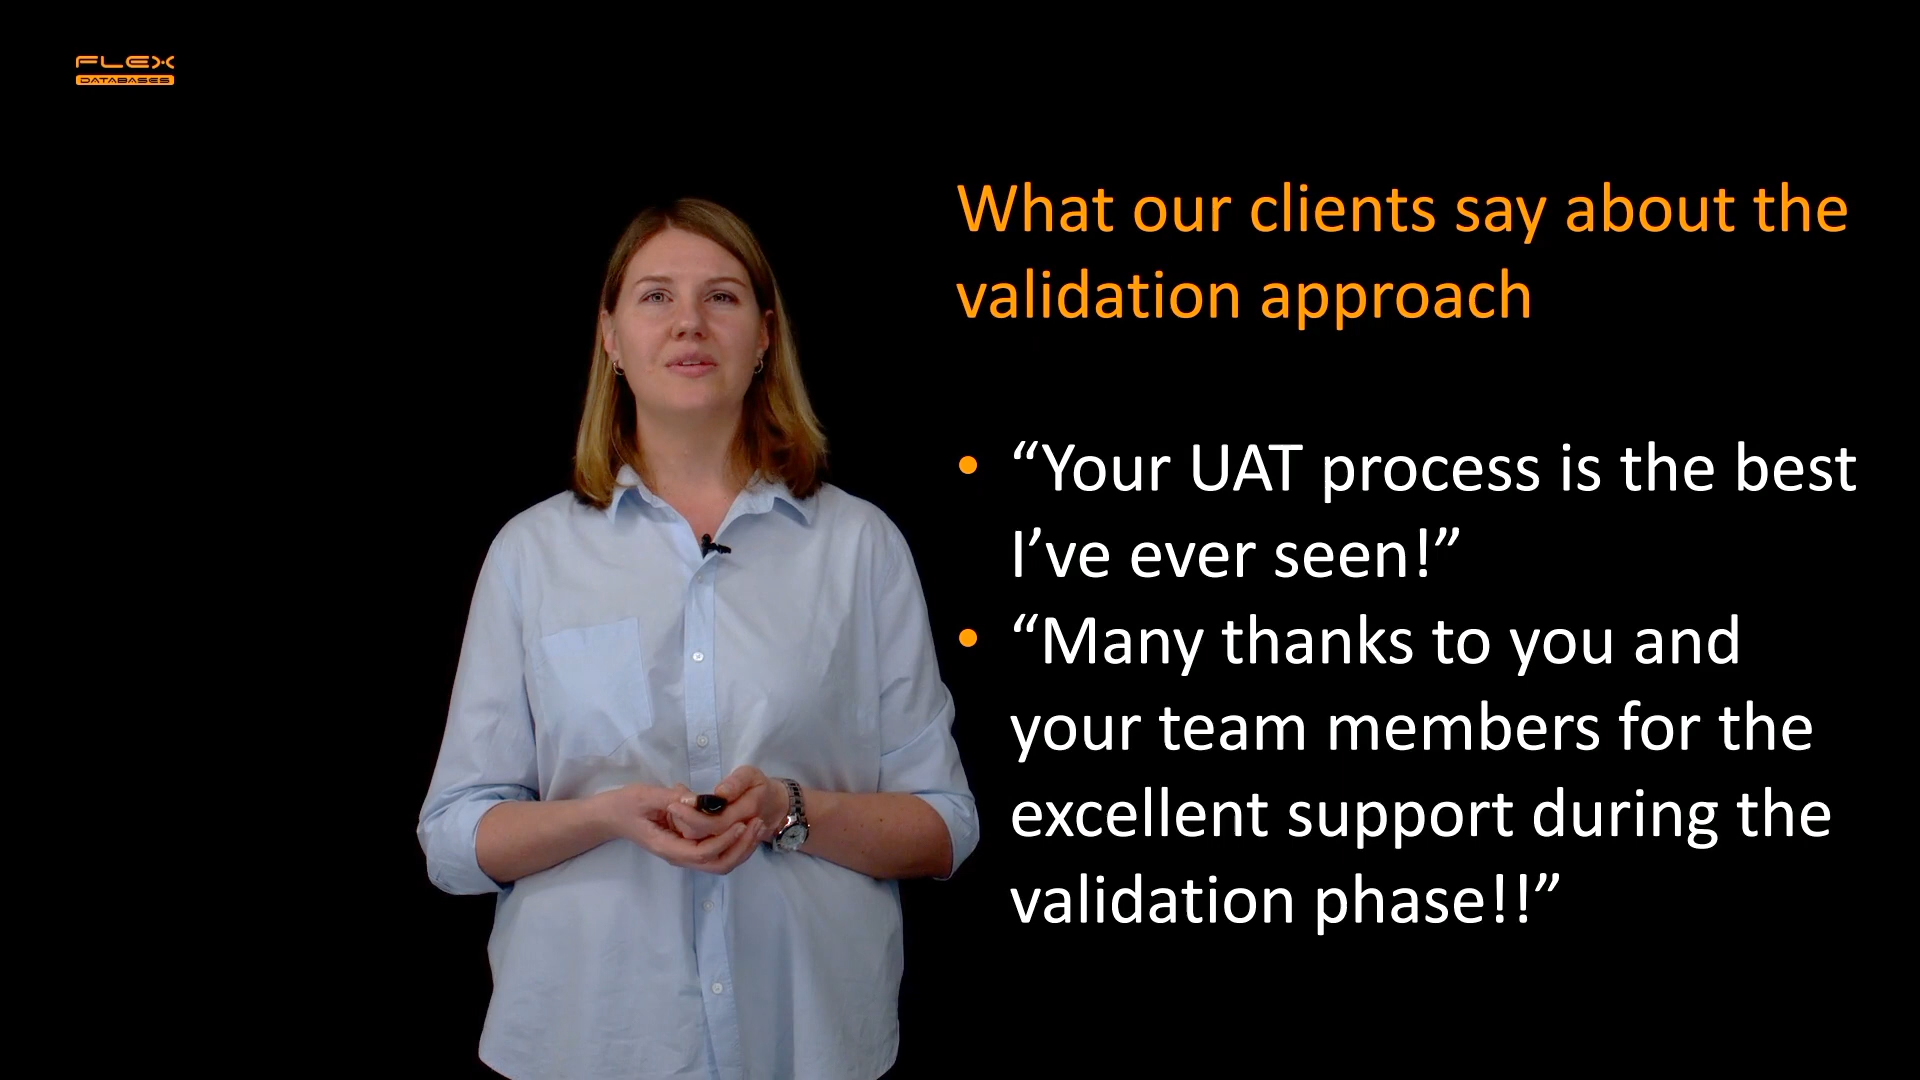 FLEX
DATABASES
What our clients say about the
validation approach
• “Your UAT process is the best
I’ve ever seen!”
• “Many thanks to you and
your team members for the
excellent support during the
validation phase!!”